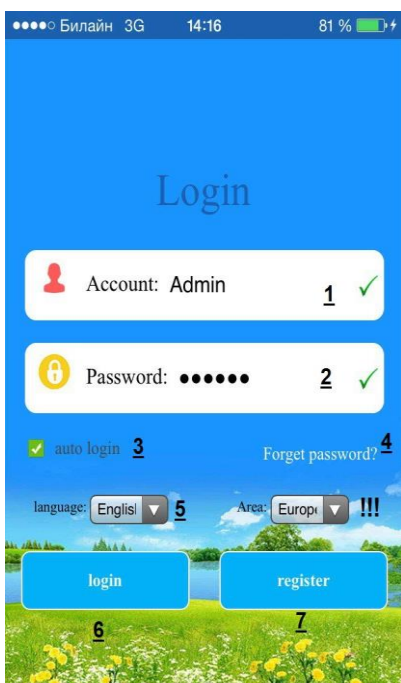 Билайн 3G 14:16 81 %
Login
Account: Admin 1
Password: ●●●●●● 2
auto login 3 Forget password? 4
language: Englisl 5 Area: Europ !!!
login register
6 7